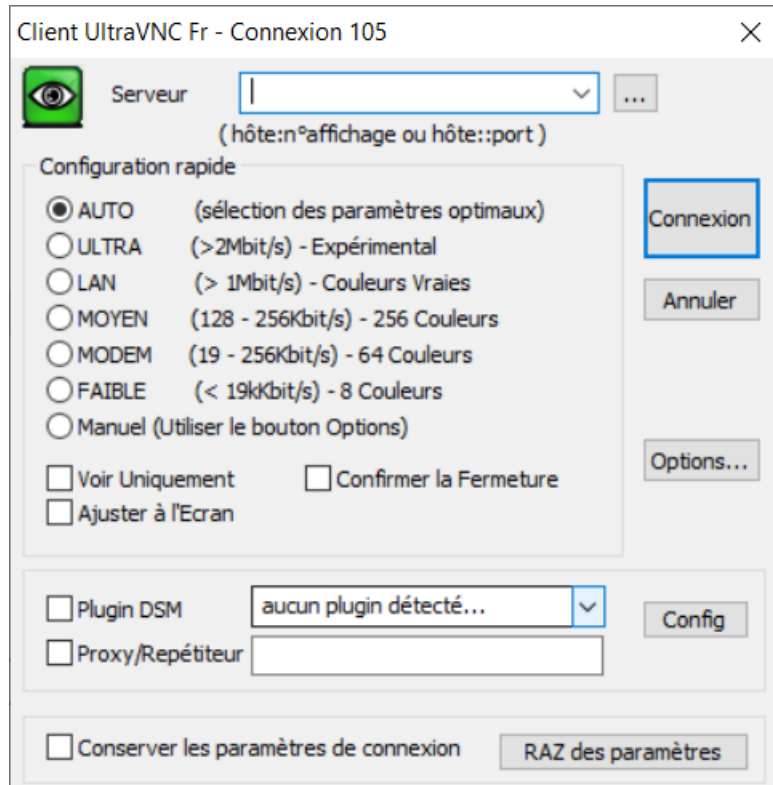 Client UltraVNC Fr - Connexion 105
Serveur
...
( hôte:n°affichage ou hôte::port )
Configuration rapide
AUTO (sélection des paramètres optimaux)
Connexion
ULTRA (>2Mbit/s) - Expérimental
LAN (> 1Mbit/s) - Couleurs Vraies
Annuler
MOYEN (128 - 256Kbit/s) - 256 Couleurs
MODEM (19 - 256Kbit/s) - 64 Couleurs
FAIBLE (< 19kKbit/s) - 8 Couleurs
Manuel (Utiliser le bouton Options)
Options...
Voir Uniquement Confirmer la Fermeture
Ajuster à l'Ecran
Plugin DSM aucun plugin détecté...
Config
Proxy/Repétiteur
Conserver les paramètres de connexion RAZ des paramètres